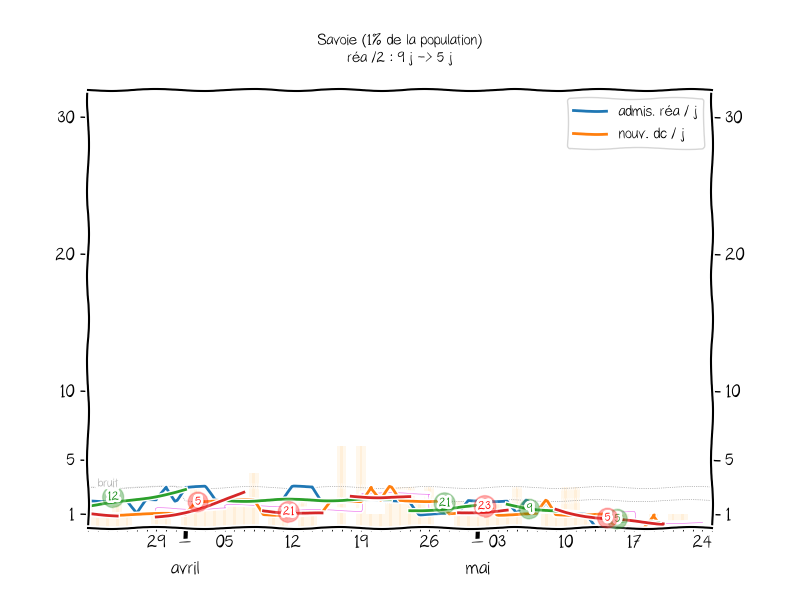 Savoie (1% de la population)
réa /2 : 9 j -> 5 j
admis. réa / j
nouv. dc / j
30 30
20 20
10 10
5 5
1 1
bruit
12 5 21 21 23 9 5 5
29 05 12 19 26 03 10 17 24
avril mai